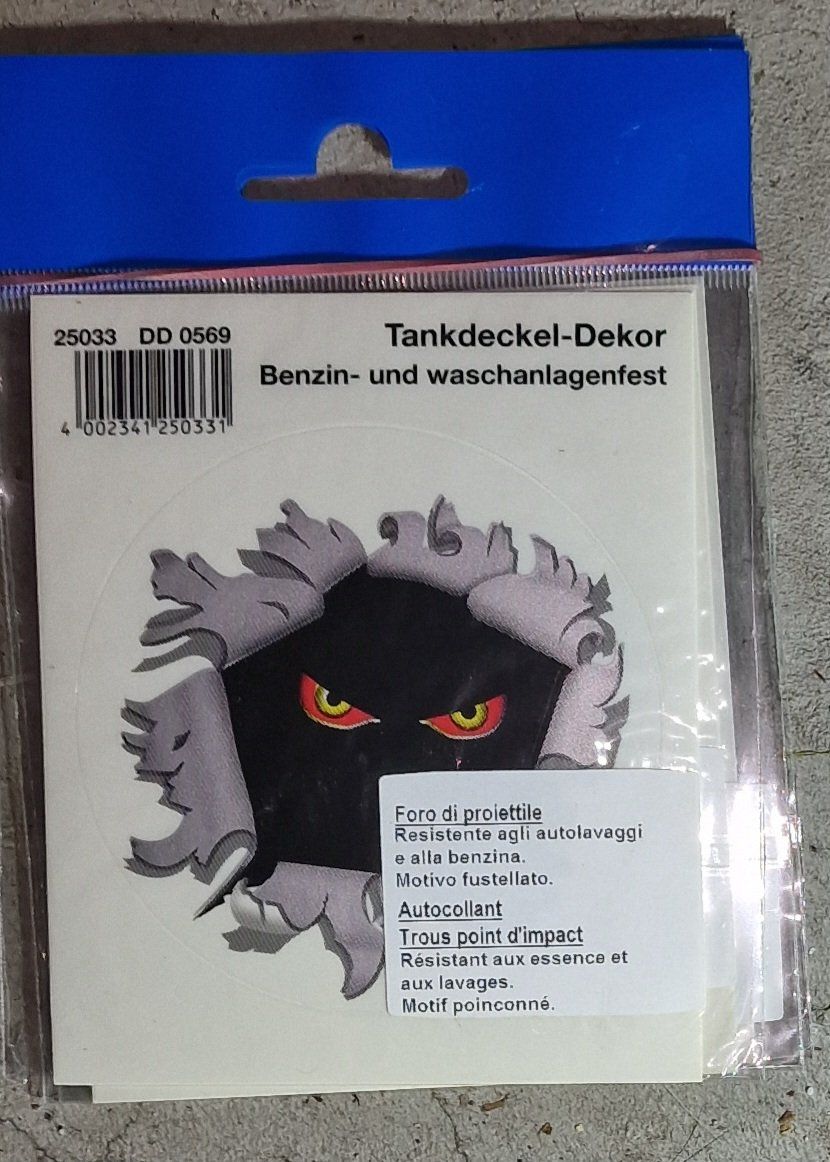 25033 DD 0569
4 002341 250331
Tankdeckel-Dekor
Benzin- und waschanlagenfest
Foro di proiettile
Resistente agli autolavaggi
e alla benzina.
Motivo fustellato.
Autocollant
Trous point d'impact
Résistant aux essence et
aux lavages.
Motif poinconné.